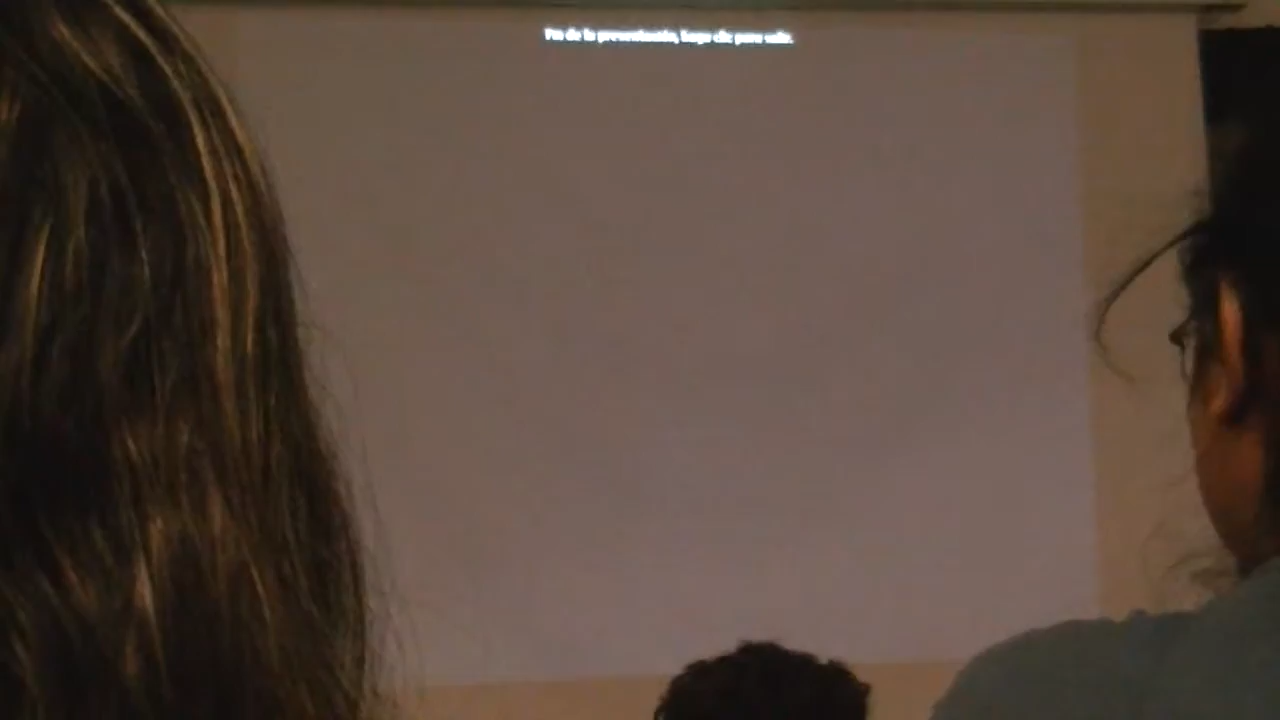 Fin de la presentación, haga clic para salir.